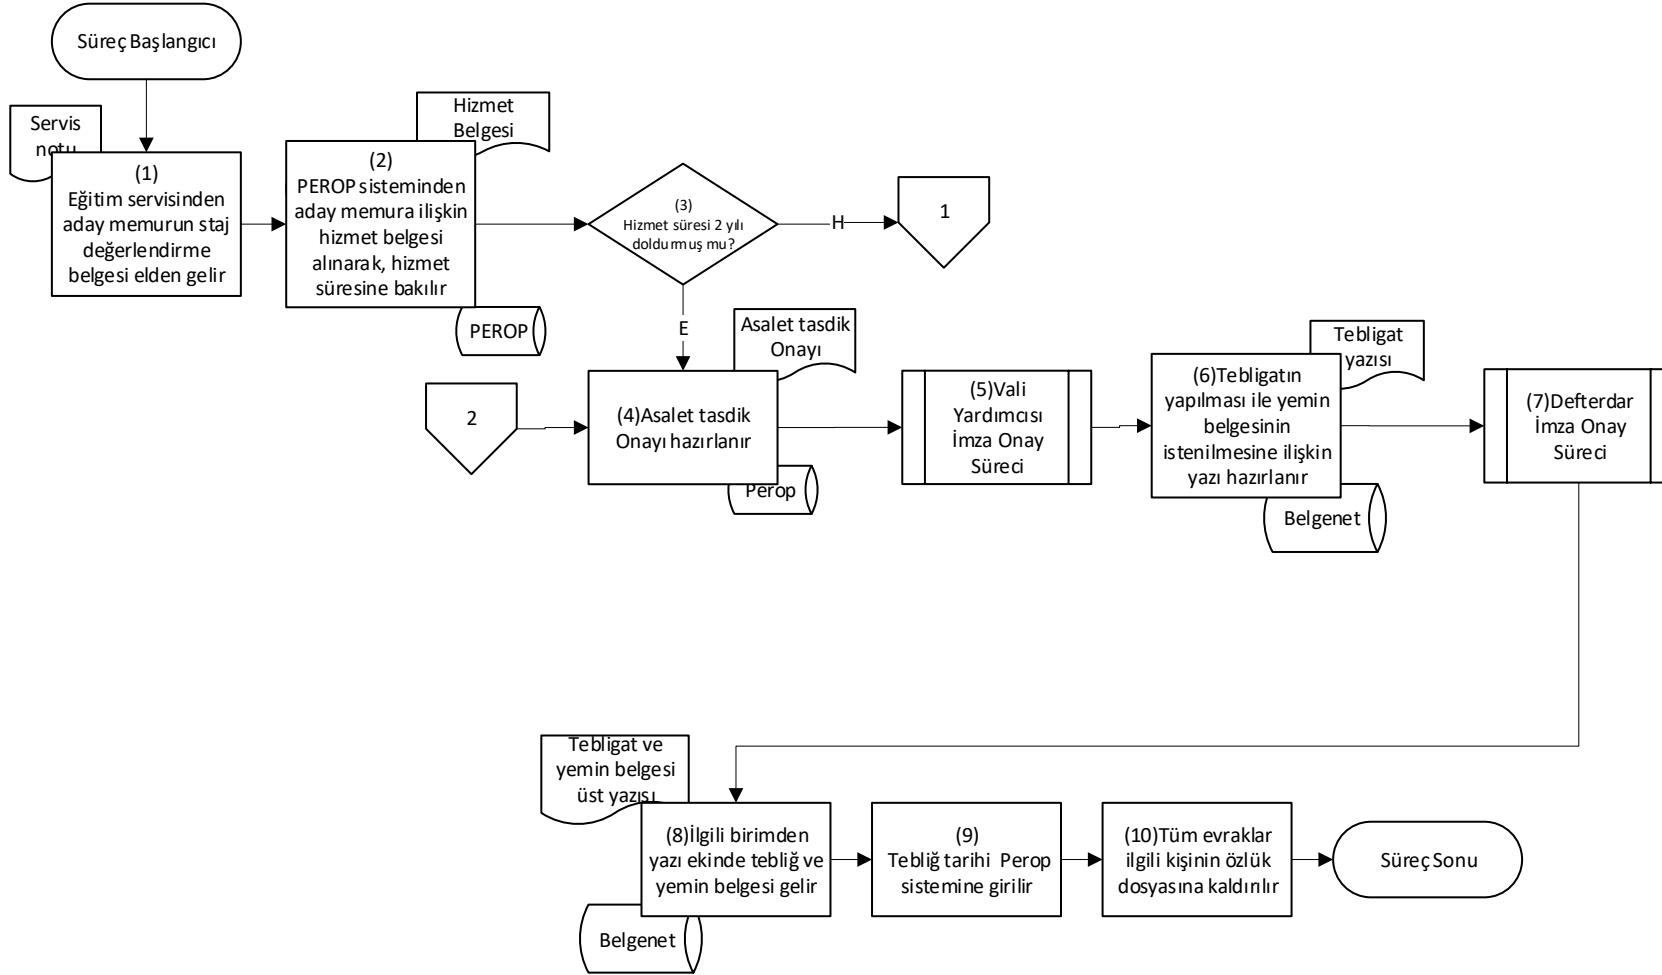 Süreç Başlangıcı
Servis
notu
(1)
Eğitim servisinden
aday memurun staj
değerlendirme
belgesi elden gelir
Hizmet
Belgesi
(2)
PEROP sisteminden
aday memura ilişkin
hizmet belgesi
alınarak, hizmet
süresine bakılır
PEROP
(3)
Hizmet süresi 2 yılı
doldurmuş mu?
H
1
E
2
Asalet tasdik
Onayı
(4)Asalet tasdik
Onayı hazırlanır
Perop
(5)Vali
Yardımcısı
İmza Onay
Süreci
Tebligat
yazısı
(6)Tebligatın
yapılması ile yemin
belgesinin
istenilmesine ilişkin
yazı hazırlanır
Belgenet
(7)Defterdar
İmza Onay
Süreci
Tebligat ve
yemin belgesi
üst yazısı
(8)İlgili birimden
yazı ekinde tebliğ ve
yemin belgesi gelir
Belgenet
(9)
Tebliğ tarihi Perop
sistemine girilir
(10)Tüm evraklar
ilgili kişinin özlük
dosyasına kaldırılır
Süreç Sonu